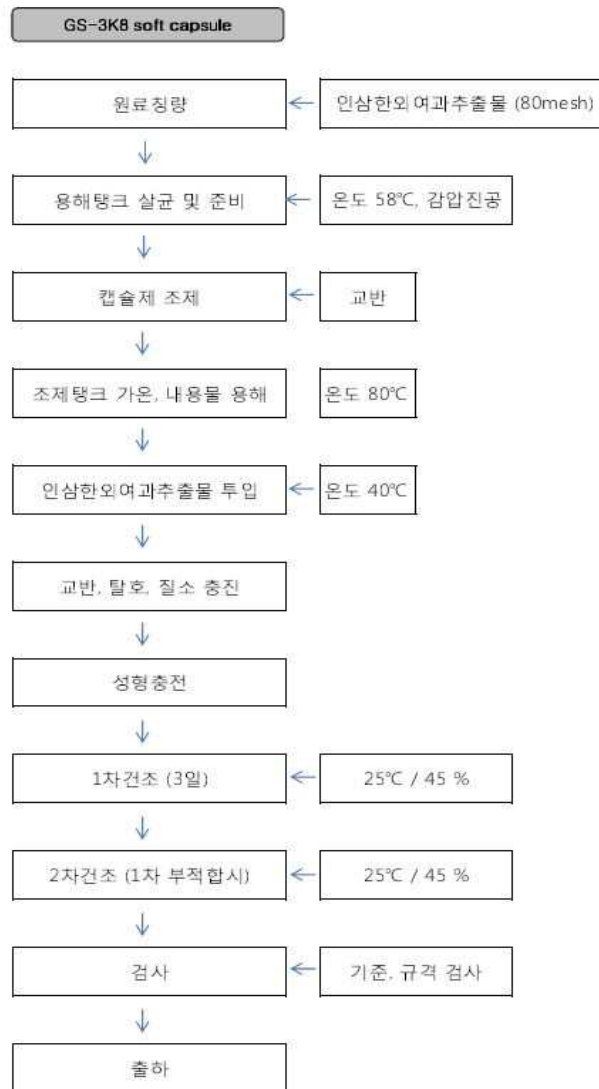 GS-3K8 soft capsule
원료칭량
인삼한외여과추출물 (80mesh)
용해탱크 살균 및 준비
온도 58℃, 감압진공
캡슐제 조제
교반
조제탱크 가온, 내용물 용해
온도 80℃
인삼한외여과추출물 투입
온도 40℃
교반, 탈호, 질소 충진
성형충전
1차건조 (3일)
25℃ / 45 %
2차건조 (1차 부적합시)
25℃ / 45 %
검사
기준, 규격 검사
출하